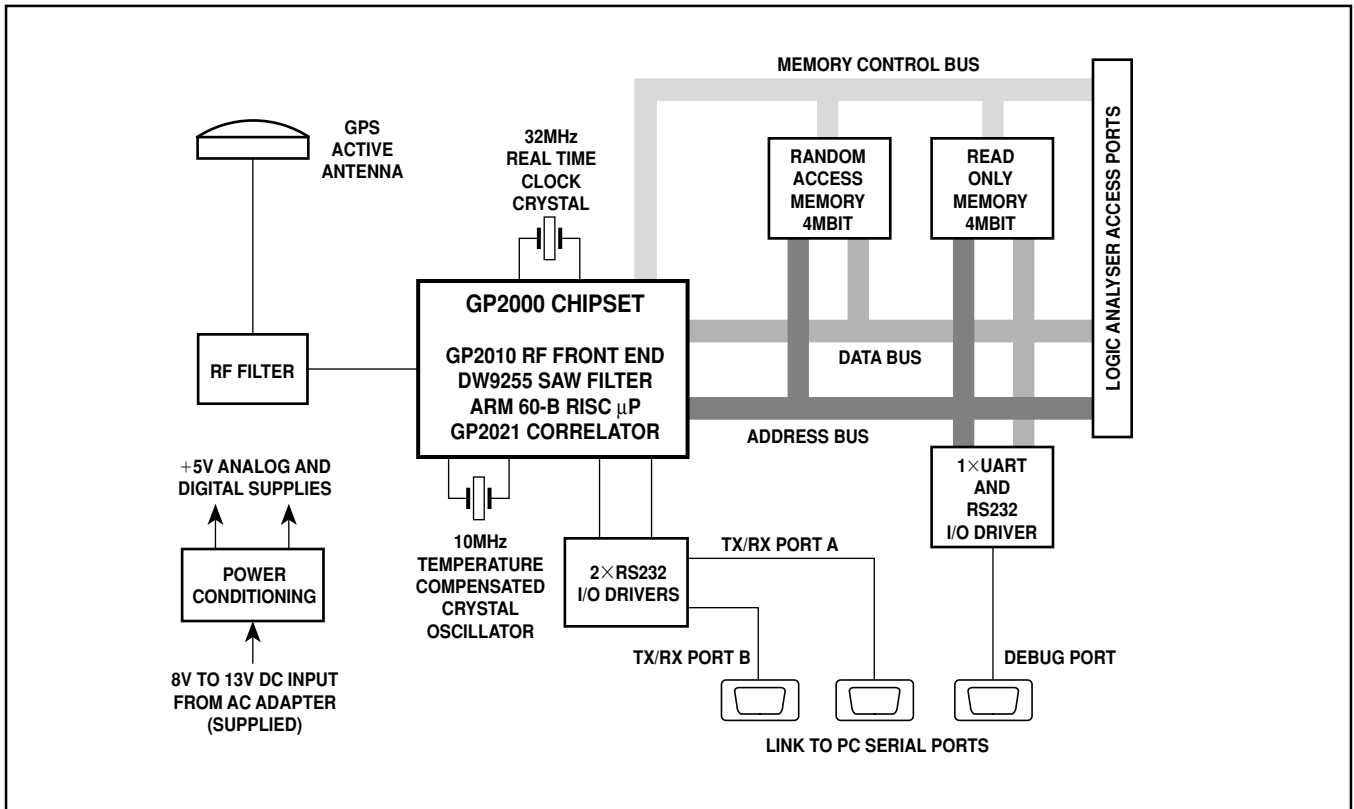 MEMORY CONTROL BUS
GPS
ACTIVE
ANTENNA
32MHz
REAL TIME
CLOCK
CRYSTAL
RANDOM
ACCESS
MEMORY
4MBIT
READ
ONLY
MEMORY
4MBIT
LOGIC ANALYSER ACCESS PORTS
GP2000 CHIPSET
GP2010 RF FRONT END
DW9255 SAW FILTER
ARM 60-B RISC μP
GP2021 CORRELATOR
RF FILTER
DATA BUS
ADDRESS BUS
+5V ANALOG AND
DIGITAL SUPPLIES
POWER
CONDITIONING
8V TO 13V DC INPUT
FROM AC ADAPTER
(SUPPLIED)
10MHz
TEMPERATURE
COMPENSATED
CRYSTAL
OSCILLATOR
2×RS232
I/O DRIVERS
TX/RX PORT A
TX/RX PORT B
1×UART
AND
RS232
I/O DRIVER
DEBUG PORT
LINK TO PC SERIAL PORTS